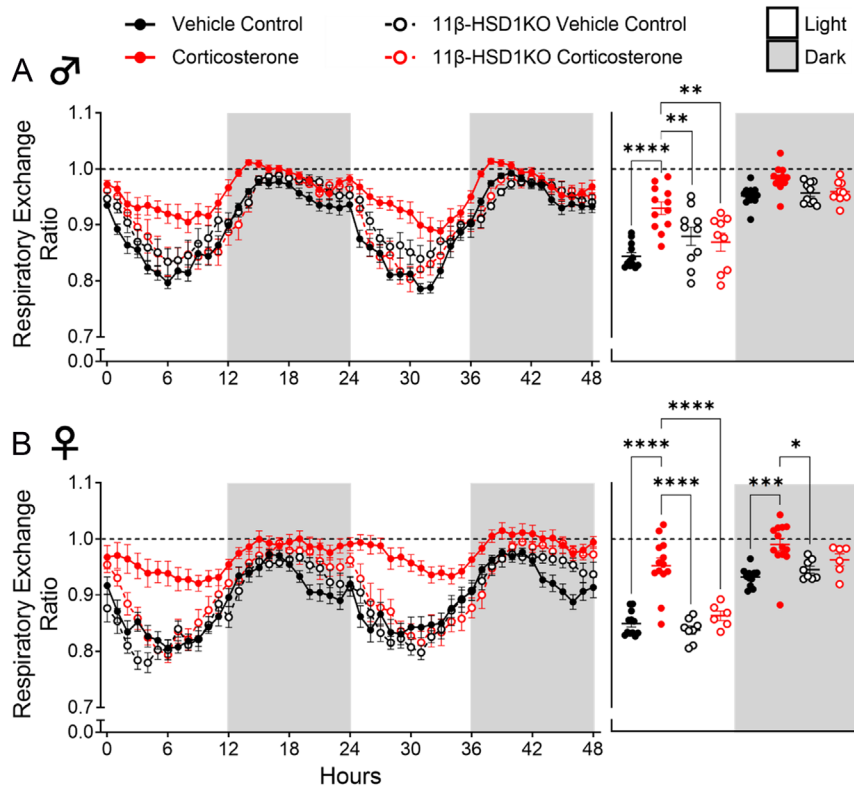 Vehicle Control
11β-HSD1KO Vehicle Control
Light
Corticosterone
11β-HSD1KO Corticosterone
Dark
A ♂
Respiratory Exchange
Ratio
1.1
1.0
0.9
0.8
0.7
0.0
0 6 12 18 24 30 36 42 48
**
**
****
B ♀
Respiratory Exchange
Ratio
1.1
1.0
0.9
0.8
0.7
0.0
0 6 12 18 24 30 36 42 48
Hours
****
**** *
**** ***